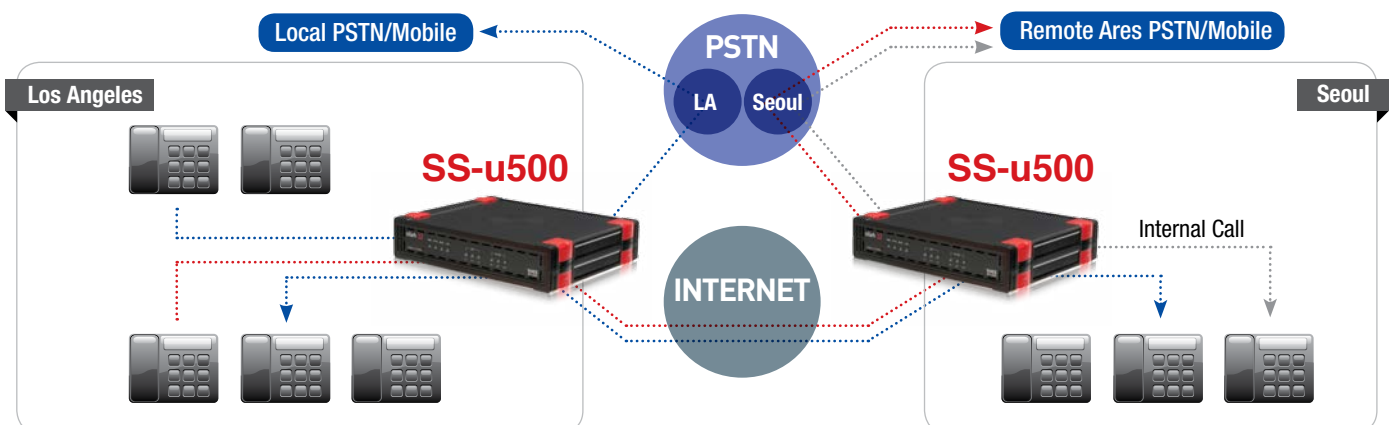 Local PSTN/Mobile
PSTN
Remote Ares PSTN/Mobile
Los Angeles
LA
Seoul
Seoul
SS-u500
SS-u500
Internal Call
INTERNET